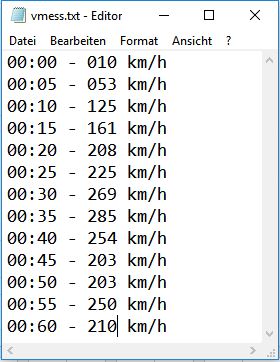 vmess.txt - Editor
Datei Bearbeiten Format Ansicht ?
00:00 - 010 km/h
00:05 - 053 km/h
00:10 - 125 km/h
00:15 - 161 km/h
00:20 - 208 km/h
00:25 - 225 km/h
00:30 - 269 km/h
00:35 - 285 km/h
00:40 - 254 km/h
00:45 - 203 km/h
00:50 - 203 km/h
00:55 - 250 km/h
00:60 - 210 km/h